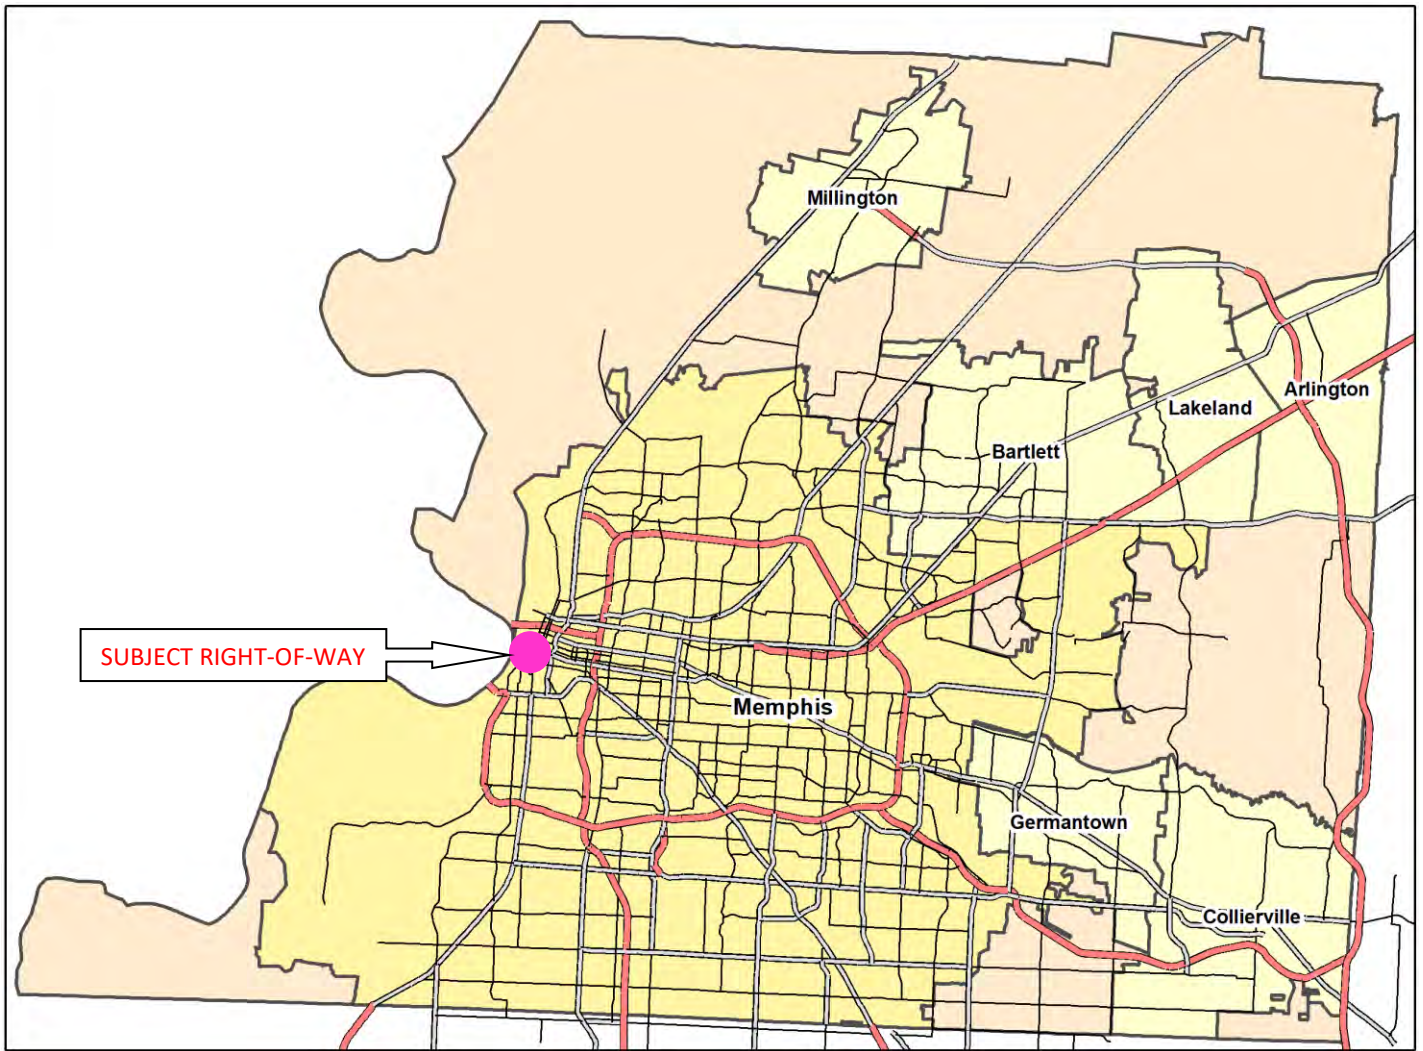 Millington
Arlington
Lakeland
Bartlett
SUBJECT RIGHT-OF-WAY
Memphis
Germantown
Collierville